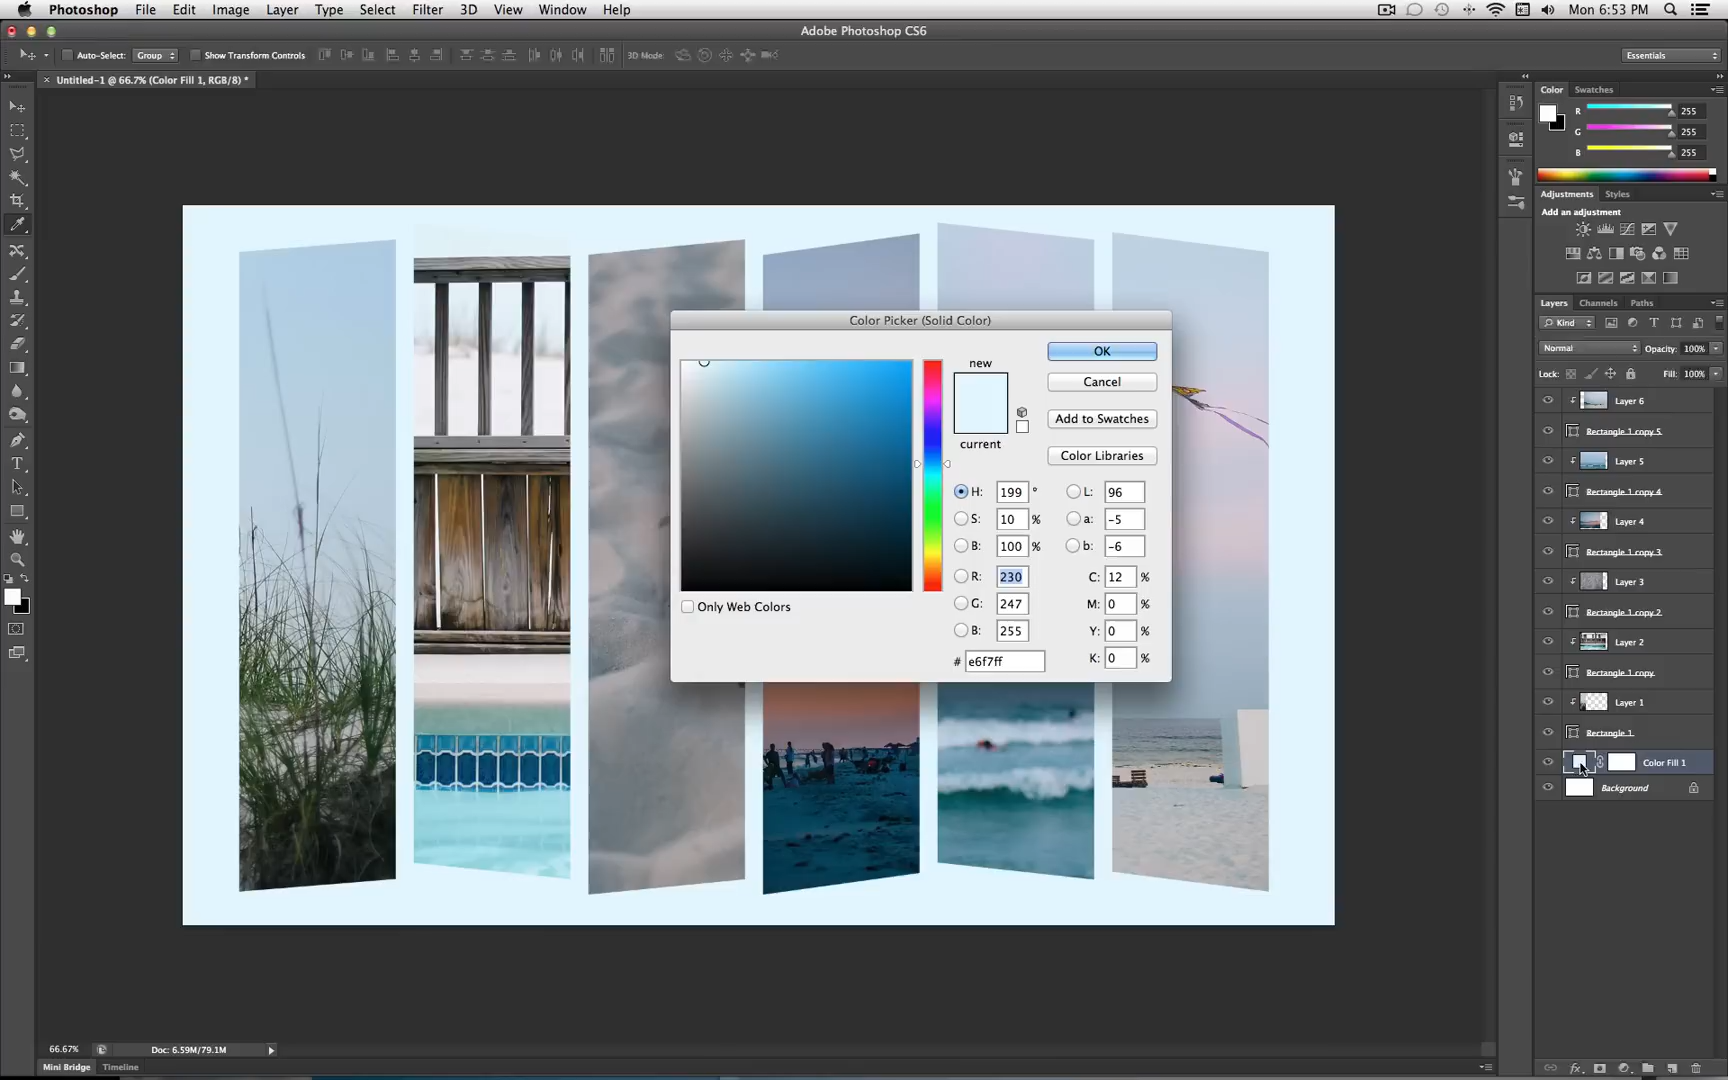 Photoshop File Edit Image Layer Type Select Filter 3D View Window Help Mon 6:53 PM
Adobe Photoshop CS6
Auto-Select: Group Show Transform Controls 3D Mode: Essentials
× Untitled-1 @ 66.7% (Color Fill 1, RGB/8) *
Color Swatches
R 255
G 255
B 255
Adjustments Styles
Add an adjustment
Layers Channels Paths
Kind
Normal Opacity: 100%
Lock: Fill: 100%
Layer 6
Rectangle 1 copy 5
Layer 5
Rectangle 1 copy 4
Layer 4
Rectangle 1 copy 3
Layer 3
Rectangle 1 copy 2
Layer 2
Rectangle 1 copy
Layer 1
Rectangle 1
Color Fill 1
Background
Color Picker (Solid Color)
new
current
OK
Cancel
Add to Swatches
Color Libraries
H: 199 ° L: 96
S: 10 % a: -5
B: 100 % b: -6
R: 230 C: 12 %
G: 247 M: 0 %
B: 255 Y: 0 %
# e6f7ff K: 0 %
Only Web Colors
66.67% Doc: 6.59M/79.1M
Mini Bridge Timeline